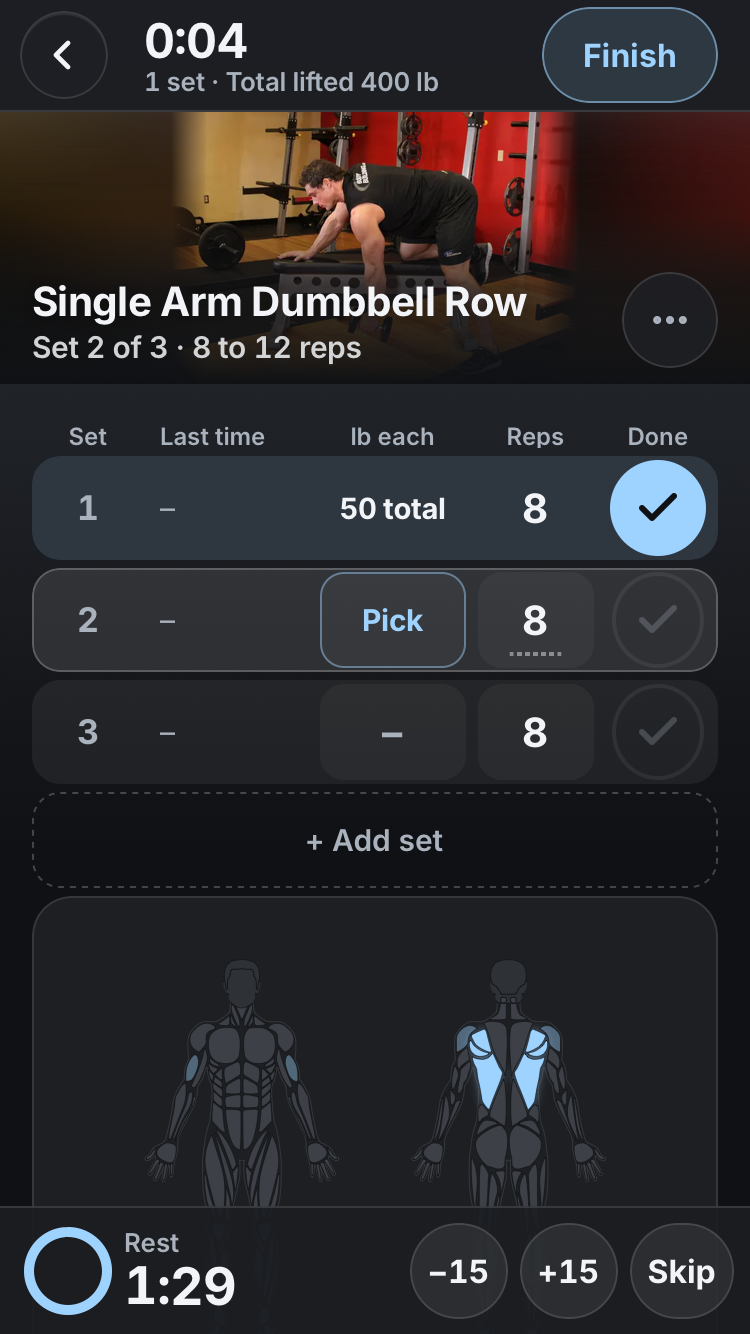 0:04
1 set · Total lifted 400 lb
Finish
Single Arm Dumbbell Row
Set 2 of 3 · 8 to 12 reps
Set Last time lb each Reps Done
1 – 50 total 8
2 – Pick 8
3 – – 8
+ Add set
Rest
1:29
−15 +15 Skip